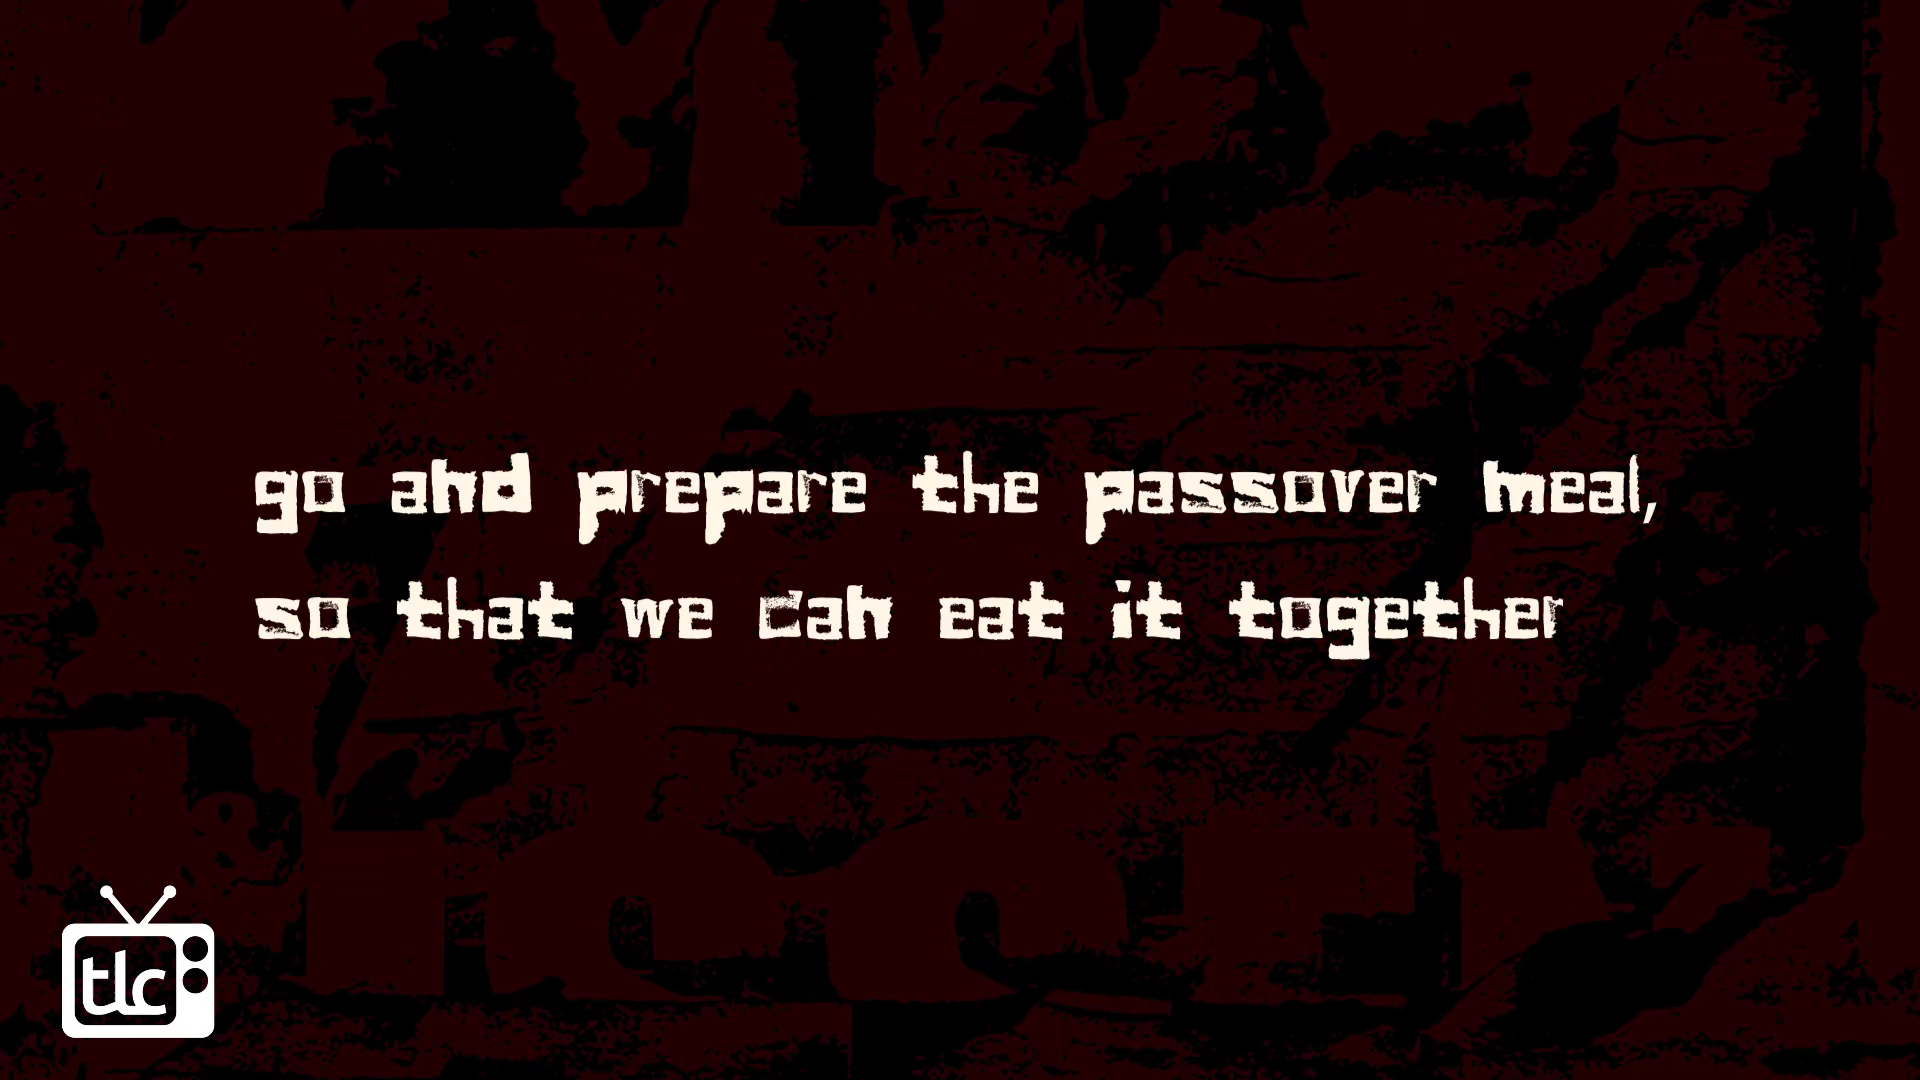 go and prepare the passover meal,
so that we can eat it together
tlc